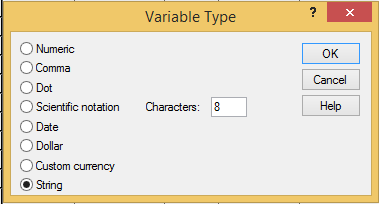 Variable Type
?
×
Numeric
Comma
Dot
Scientific notation
Date
Dollar
Custom currency
String
Characters: 8
OK
Cancel
Help